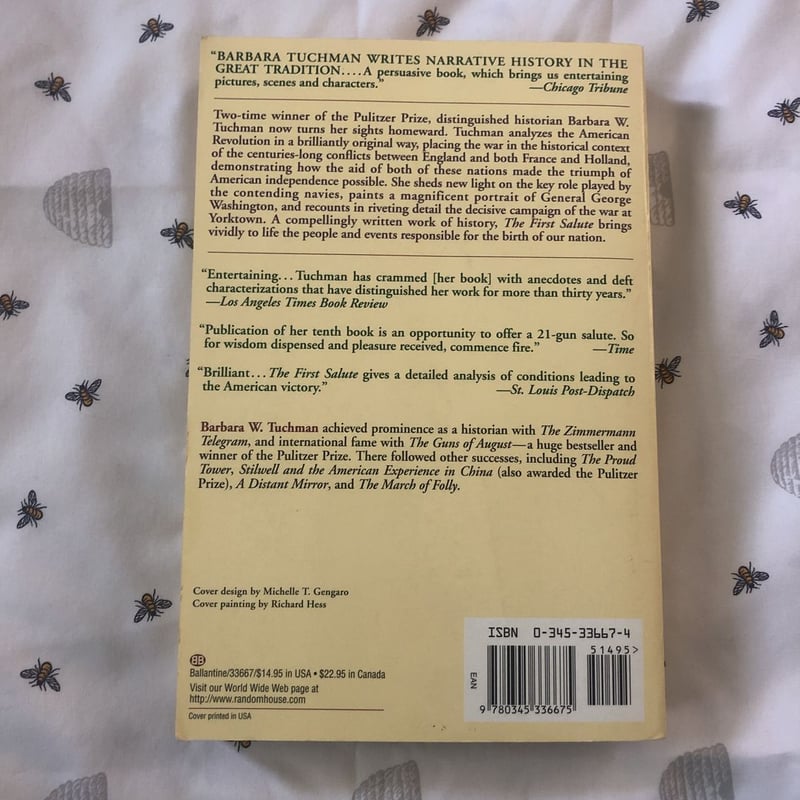 “BARBARA TUCHMAN WRITES NARRATIVE HISTORY IN THE
GREAT TRADITION....A persuasive book, which brings us entertaining
pictures, scenes and characters.”
—Chicago Tribune
Two-time winner of the Pulitzer Prize, distinguished historian Barbara W.
Tuchman now turns her sights homeward. Tuchman analyzes the American
Revolution in a brilliantly original way, placing the war in the historical context
of the centuries-long conflicts between England and both France and Holland,
demonstrating how the aid of both of these nations made the triumph of
American independence possible. She sheds new light on the key role played by
the contending navies, paints a magnificent portrait of General George
Washington, and recounts in riveting detail the decisive campaign of the war at
Yorktown. A compellingly written work of history, The First Salute brings
vividly to life the people and events responsible for the birth of our nation.
“Entertaining...Tuchman has crammed [her book] with anecdotes and deft
characterizations that have distinguished her work for more than thirty years.”
—Los Angeles Times Book Review
“Publication of her tenth book is an opportunity to offer a 21-gun salute. So
for wisdom dispensed and pleasure received, commence fire.” —Time
“Brilliant...The First Salute gives a detailed analysis of conditions leading to
the American victory.” —St. Louis Post-Dispatch
Barbara W. Tuchman achieved prominence as a historian with The Zimmermann
Telegram, and international fame with The Guns of August—a huge bestseller and
winner of the Pulitzer Prize. There followed other successes, including The Proud
Tower, Stilwell and the American Experience in China (also awarded the Pulitzer
Prize), A Distant Mirror, and The March of Folly.
Cover design by Michelle T. Gengaro
Cover painting by Richard Hess
BB
Ballantine/33667/$14.95 in USA • $22.95 in Canada
Visit our World Wide Web page at
http://www.randomhouse.com
Cover printed in USA
ISBN 0-345-33667-4
51495>
EAN
9 780345 336675